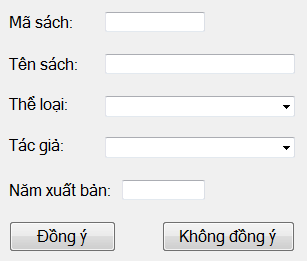 Mã sách:
Tên sách:
Thể loại:
Tác giả:
Năm xuất bản:
Đồng ý Không đồng ý